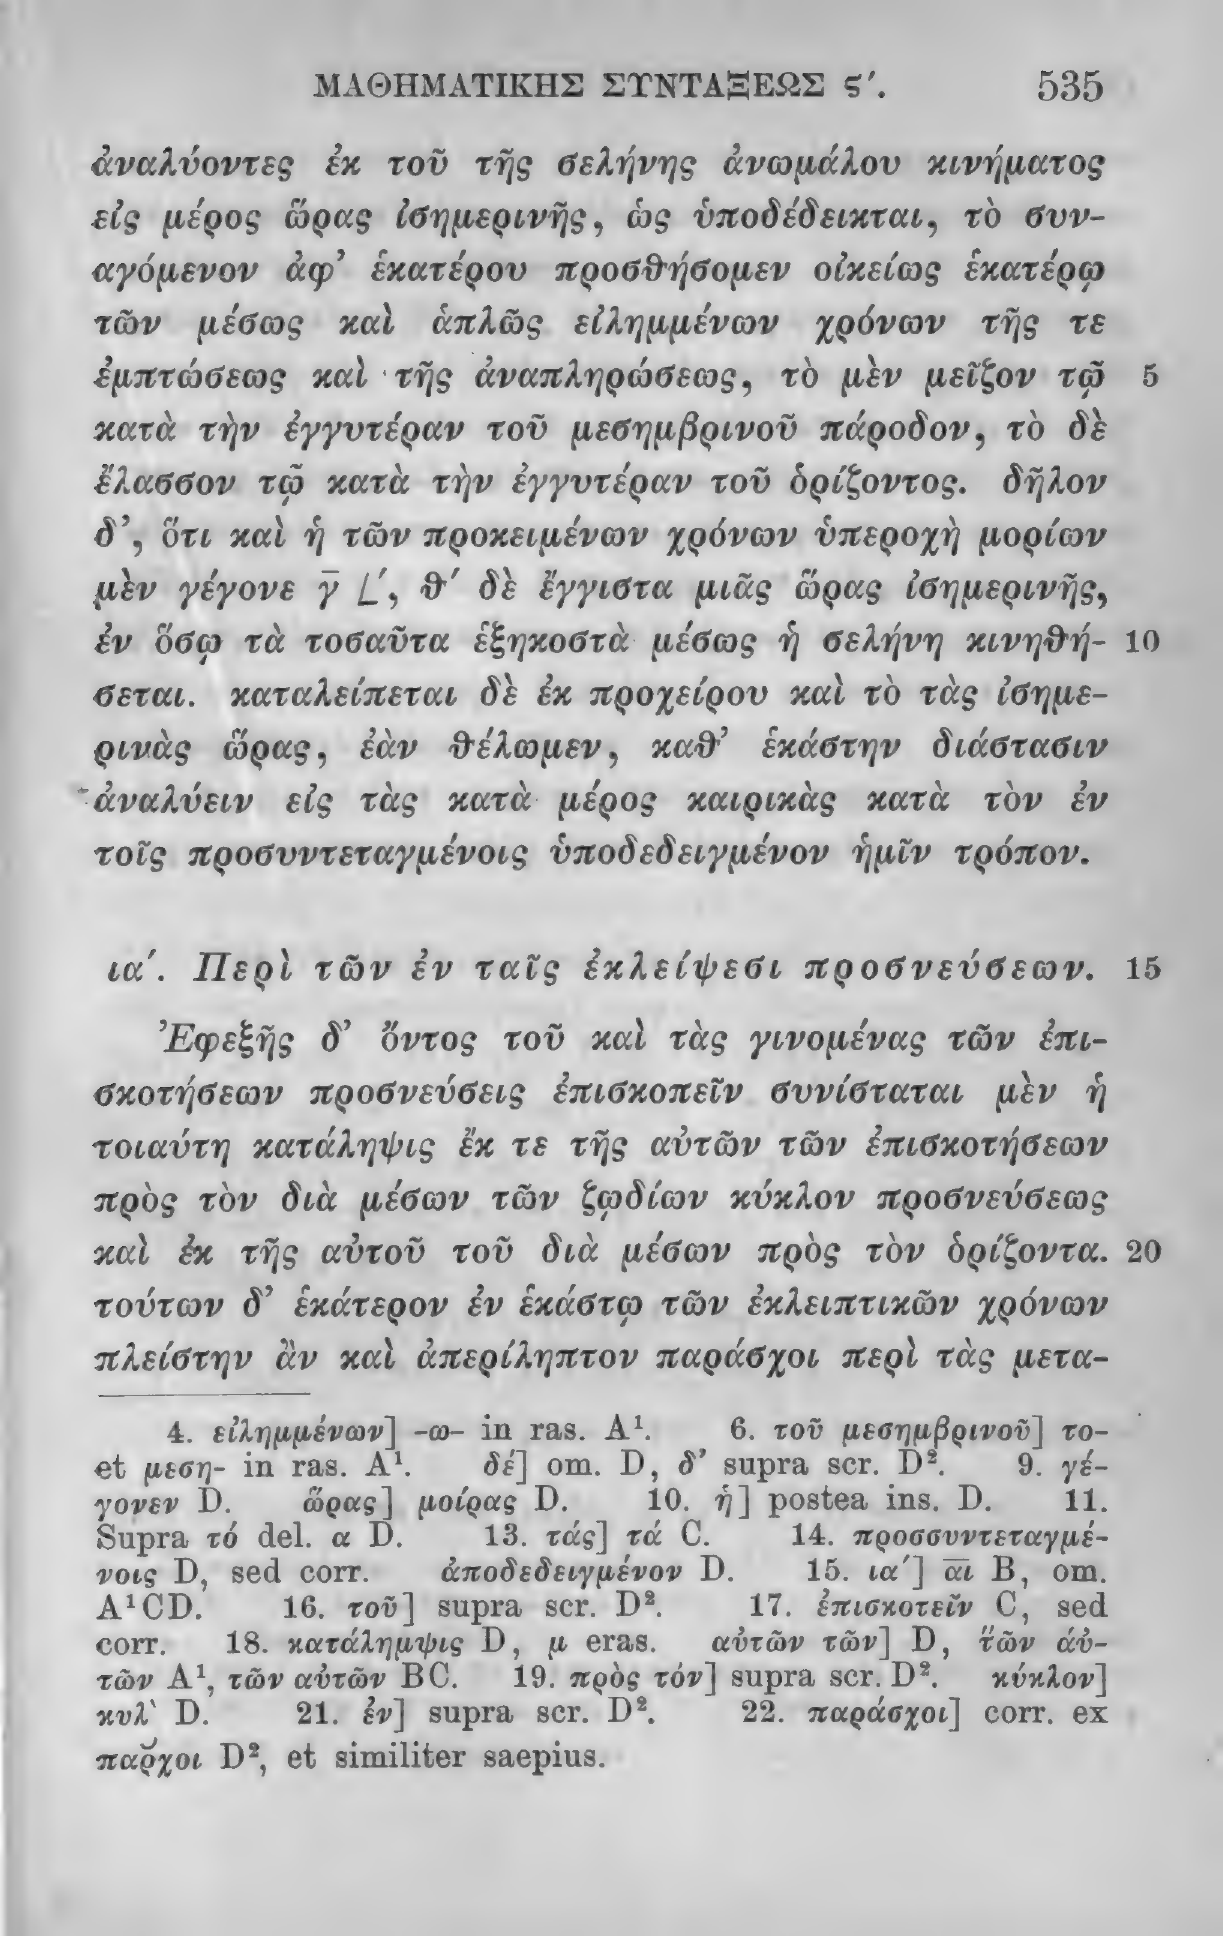 ΜΑΘΗΜΑΤΙΚΗΣ ΣΥΝΤΑΞΕΩΣ ϛ′. 535
ἀναλύοντες ἐκ τοῦ τῆς σελήνης ἀνωμάλου κινήματος
εἰς μέρος ὥρας ἰσημερινῆς, ὡς ὑποδέδεικται, τὸ συν-
αγόμενον ἀφ’ ἑκατέρου προσθήσομεν οἰκείως ἑκατέρῳ
τῶν μέσως καὶ ἁπλῶς εἰλημμένων χρόνων τῆς τε
ἐμπτώσεως καὶ τῆς ἀναπληρώσεως, τὸ μὲν μεῖζον τῷ 5
κατὰ τὴν ἐγγυτέραν τοῦ μεσημβρινοῦ πάροδον, τὸ δὲ
ἔλασσον τῷ κατὰ τὴν ἐγγυτέραν τοῦ ὁρίζοντος. δῆλον
δ’, ὅτι καὶ ἡ τῶν προκειμένων χρόνων ὑπεροχὴ μορίων
μὲν γέγονε γ̅ 𐅵′, θ′ δὲ ἔγγιστα μιᾶς ὥρας ἰσημερινῆς,
ἐν ὅσῳ τὰ τοσαῦτα ἑξηκοστὰ μέσως ἡ σελήνη κινηθή- 10
σεται. καταλείπεται δὲ ἐκ προχείρου καὶ τὸ τὰς ἰσημε-
ρινὰς ὥρας, ἐὰν θέλωμεν, καθ’ ἑκάστην διάστασιν
ἀναλύειν εἰς τὰς κατὰ μέρος καιρικὰς κατὰ τὸν ἐν
τοῖς προσυντεταγμένοις ὑποδεδειγμένον ἡμῖν τρόπον.
ια′. Περὶ τῶν ἐν ταῖς ἐκλείψεσι προσνεύσεων. 15
Ἐφεξῆς δ’ ὄντος τοῦ καὶ τὰς γινομένας τῶν ἐπι-
σκοτήσεων προσνεύσεις ἐπισκοπεῖν συνίσταται μὲν ἡ
τοιαύτη κατάληψις ἔκ τε τῆς αὐτῶν τῶν ἐπισκοτήσεων
πρὸς τὸν διὰ μέσων τῶν ζῳδίων κύκλον προσνεύσεως
καὶ ἐκ τῆς αὐτοῦ τοῦ διὰ μέσων πρὸς τὸν ὁρίζοντα. 20
τούτων δ’ ἑκάτερον ἐν ἑκάστῳ τῶν ἐκλειπτικῶν χρόνων
πλείστην ἂν καὶ ἀπερίληπτον παράσχοι περὶ τὰς μετα-
4. εἰλημμένων] -ω- in ras. A¹. 6. τοῦ μεσημβρινοῦ] το-
et μεση- in ras. A¹. δέ] om. D, δ’ supra scr. D². 9. γέ-
γονεν D. ὥρας] μοίρας D. 10. ἡ] postea ins. D. 11.
Supra τό del. α D. 13. τάς] τά C. 14. προσσυντεταγμέ-
νοις D, sed corr. ἀποδεδειγμένον D. 15. ια′] α̅ι̅ B, om.
A¹CD. 16. τοῦ] supra scr. D². 17. ἐπισκοτεῖν C, sed
corr. 18. κατάλημψις D, μ eras. αὐτῶν τῶν] D, τῶν ἀὐ-
τῶν A¹, τῶν αὐτῶν BC. 19. πρὸς τόν] supra scr. D². κύκλον]
κυλ‵ D. 21. ἐν] supra scr. D². 22. παράσχοι] corr. ex
παρχοι D², et similiter saepius.